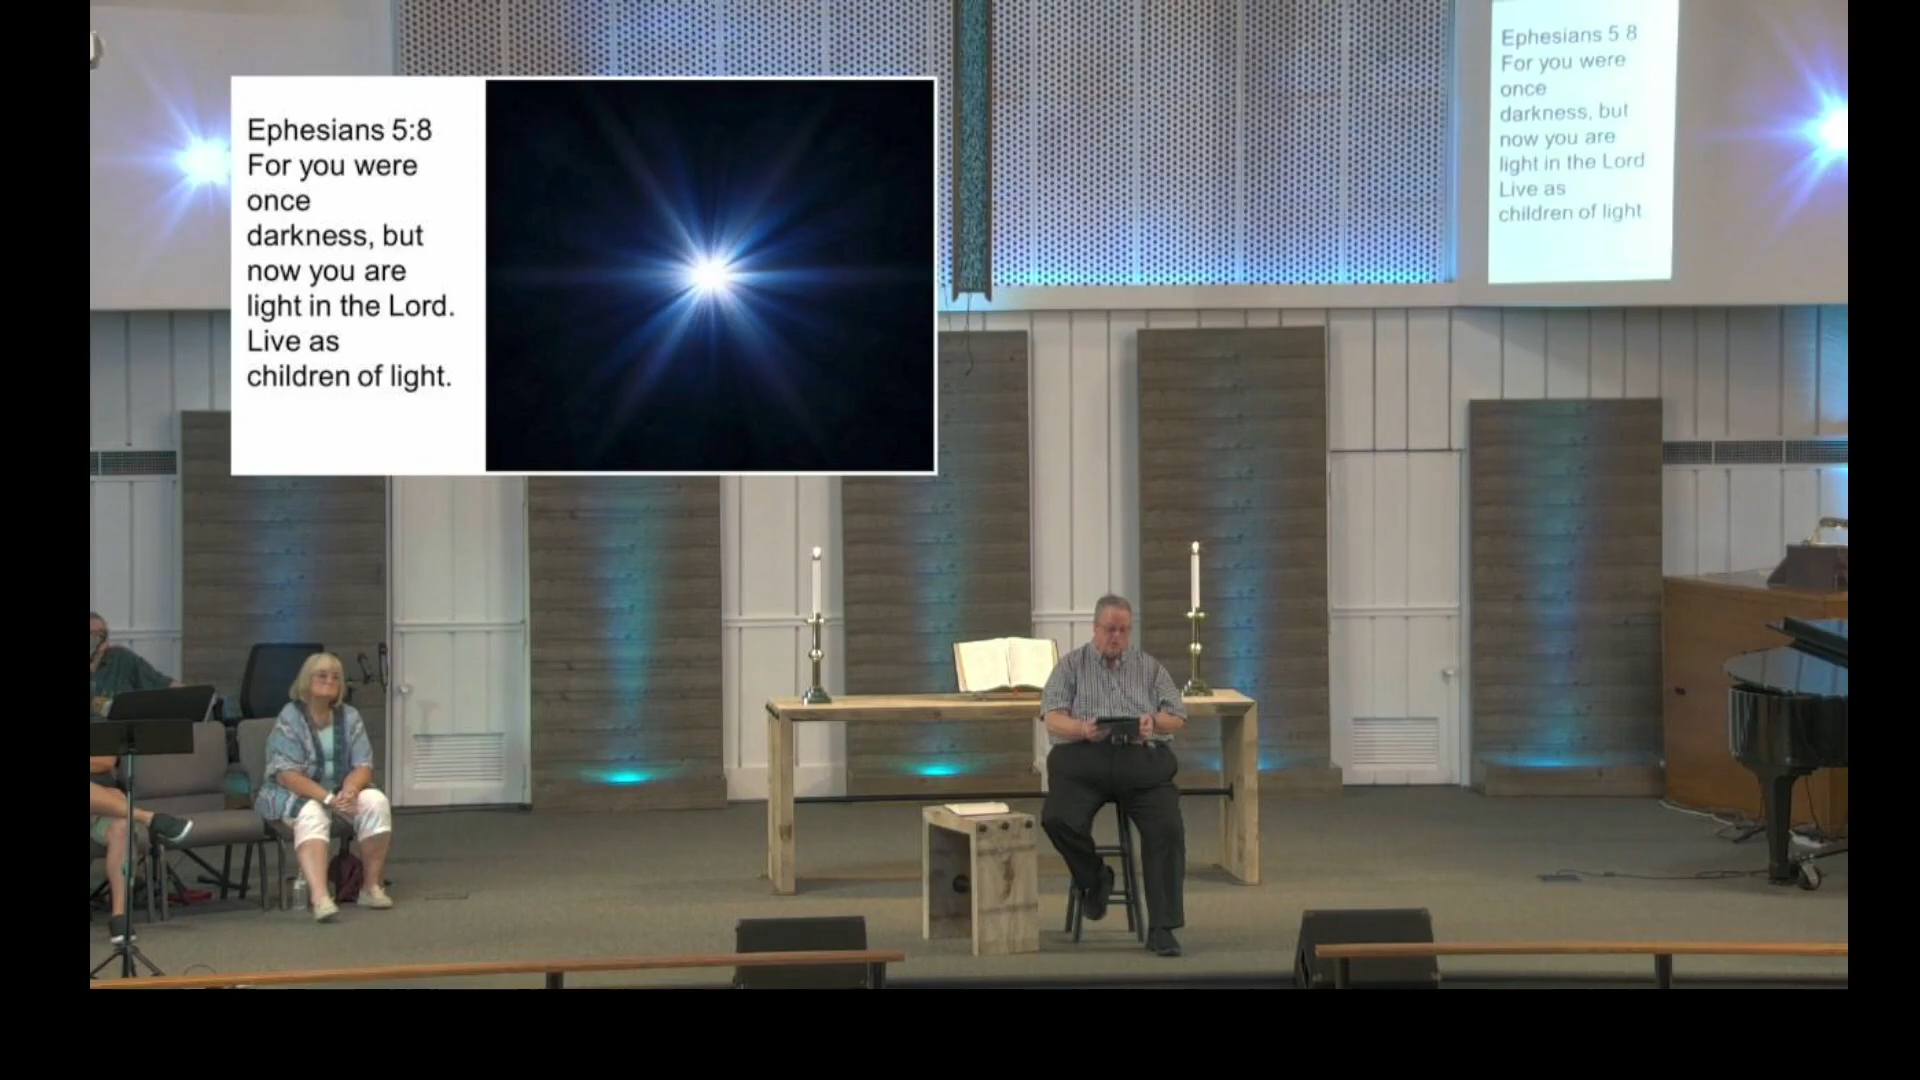 Ephesians 5:8
For you were
once
darkness, but
now you are
light in the Lord.
Live as
children of light.
Ephesians 5 8
For you were
once
darkness, but
now you are
light in the Lord
Live as
children of light